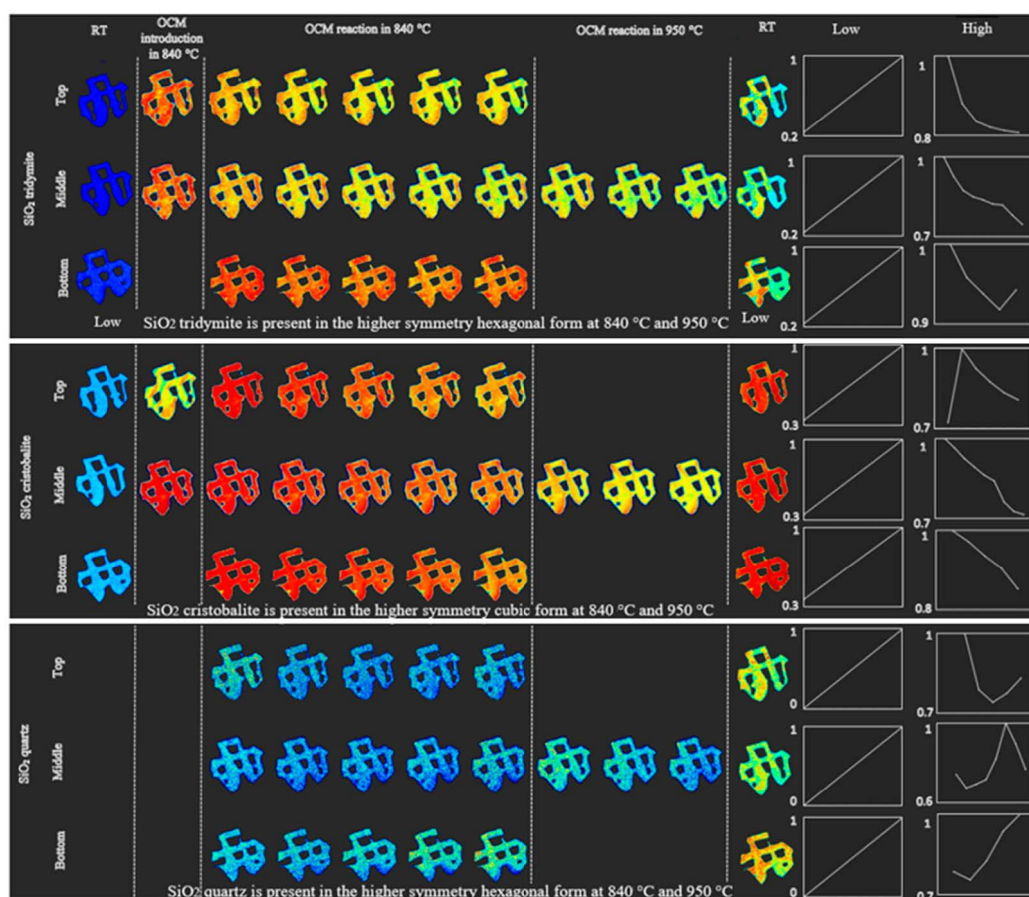 RT
OCM
introduction
in 840 °C
OCM reaction in 840 °C
OCM reaction in 950 °C
RT
Low
High
SiO2 tridymite
Top
1
0.2
1
0.8
Middle
1
0.2
1
0.7
Bottom
1
0.2
1
0.9
Low
SiO2 tridymite is present in the higher symmetry hexagonal form at 840 °C and 950 °C
Low
SiO2 cristobalite
Top
1
0.3
1
0.7
Middle
1
0.3
1
0.7
Bottom
1
0.3
1
0.8
SiO2 cristobalite is present in the higher symmetry cubic form at 840 °C and 950 °C
SiO2 quartz
Top
1
0
1
0.7
Middle
1
0
1
0.6
Bottom
1
0
1
0.7
SiO2 quartz is present in the higher symmetry hexagonal form at 840 °C and 950 °C